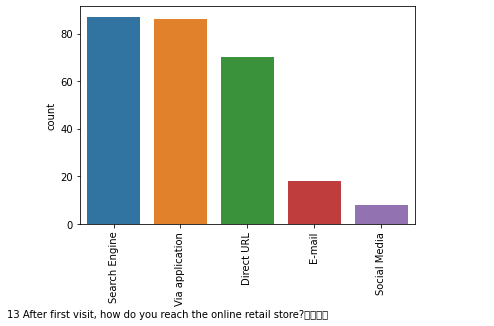 80
60
40
20
0
count
Search Engine
Via application
Direct URL
E-mail
Social Media
13 After first visit, how do you reach the online retail store?